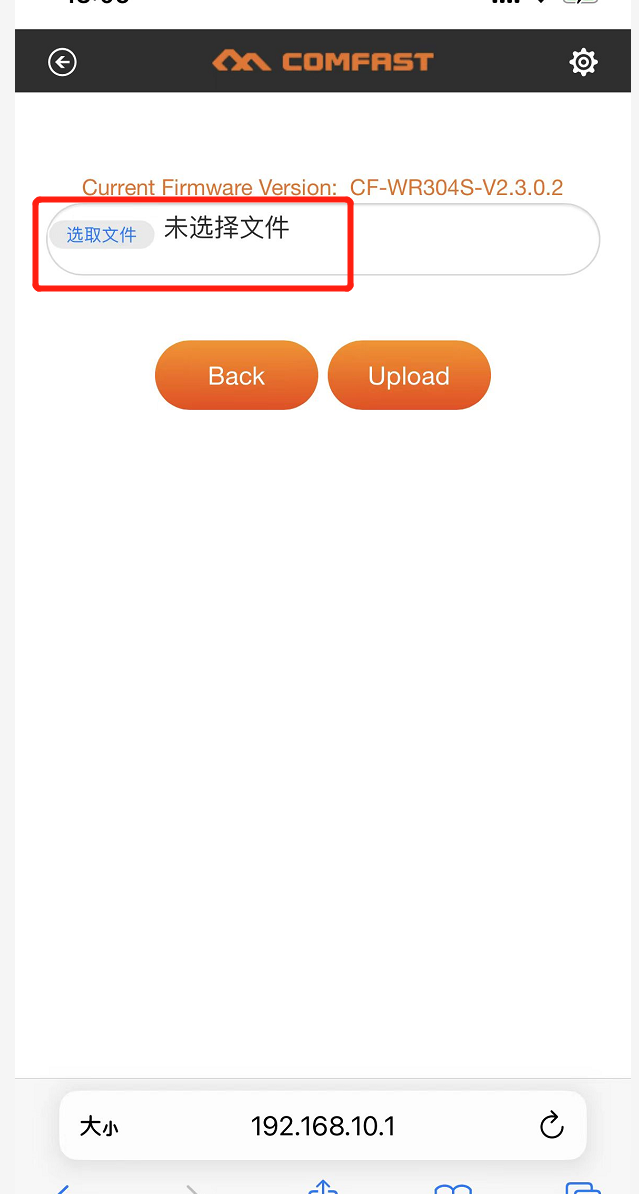 COMFAST
Current Firmware Version: CF-WR304S-V2.3.0.2
选取文件 未选择文件
Back Upload
大小 192.168.10.1